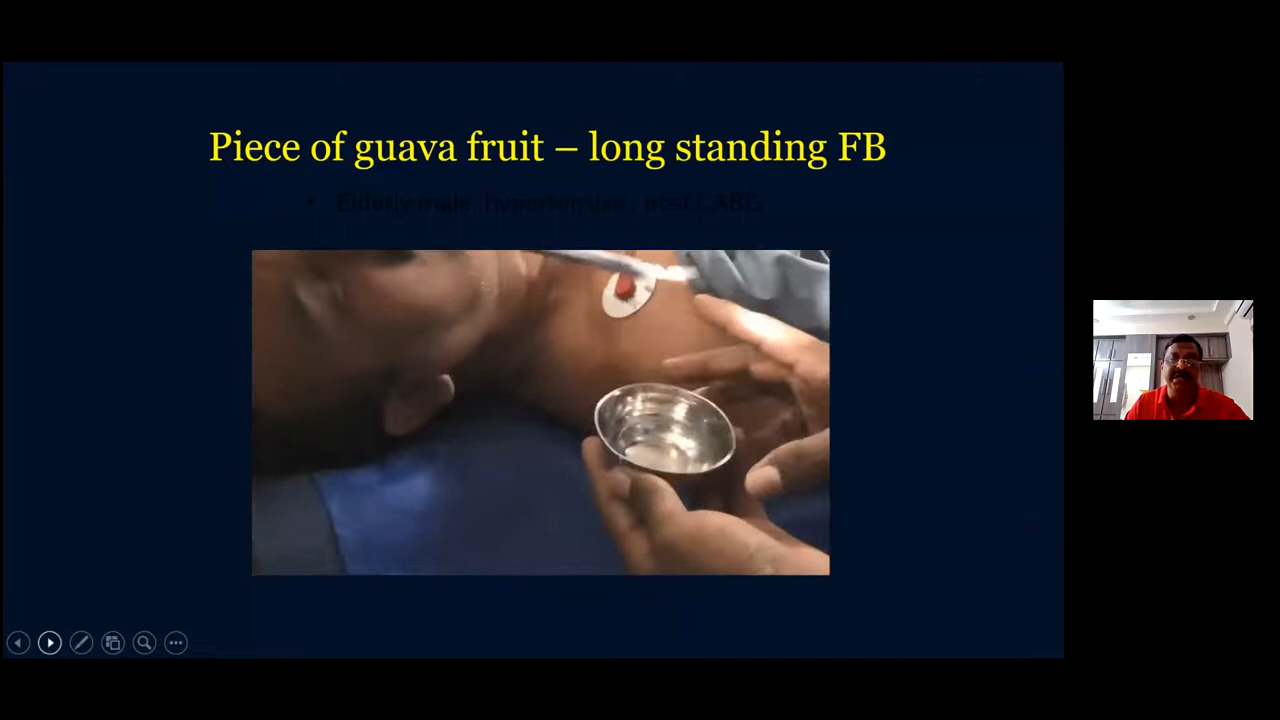 Piece of guava fruit – long standing FB
• Elderly male, Hypertensive, post CABG.